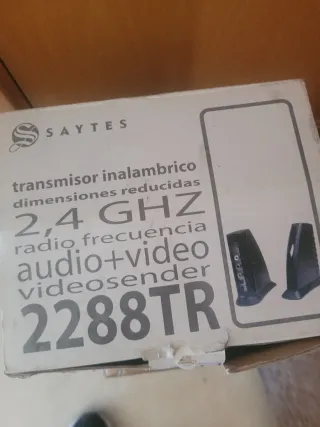 SAYTES
transmisor inalambrico
dimensiones reducidas
2,4 GHZ
radio frecuencia
audio+video
videosender
2288TR